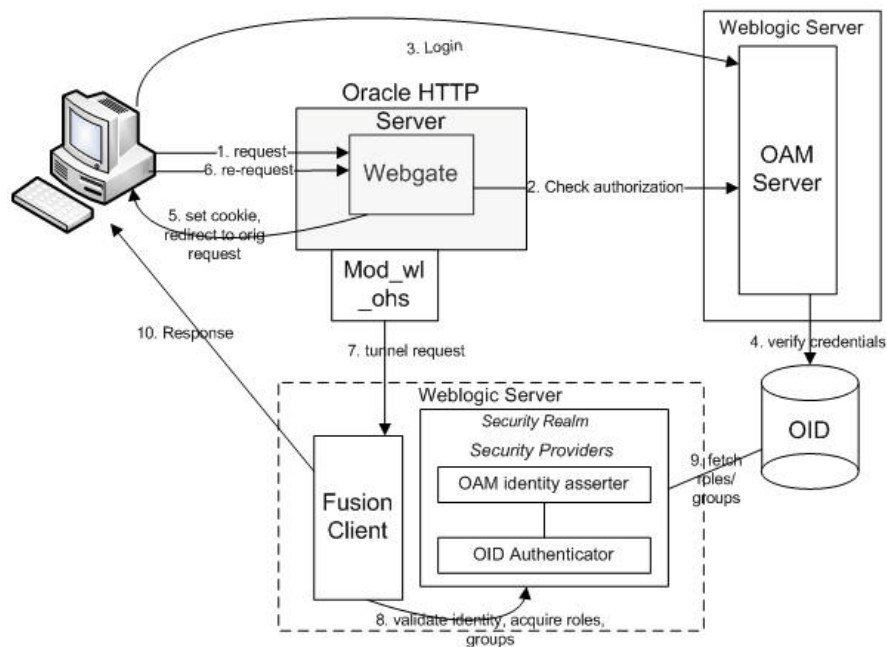 Weblogic Server
3. Login
Oracle HTTP
Server
1. request
6. re-request
Webgate
OAM
Server
2. Check authorization
5. set cookie,
redirect to orig
request
Mod_wl
_ohs
10. Response
7. tunnel request
4. verify credentials
Weblogic Server
Security Realm
Security Providers
OID
9. fetch
roles/
groups
OAM identity asserter
Fusion
Client
OID Authenticator
8. validate identity, acquire roles,
groups